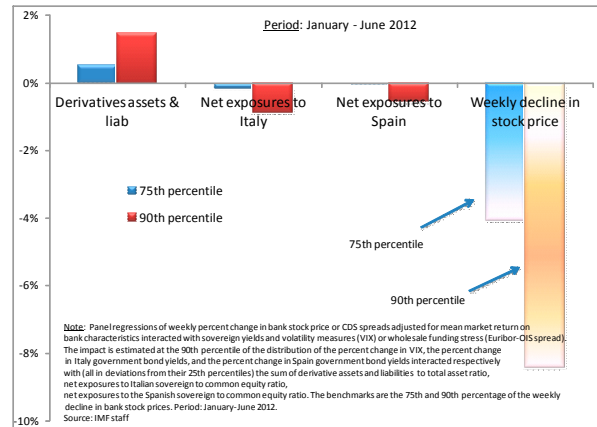 2%
Period: January - June 2012
0%
Derivatives assets & liab
Net exposures to Italy
Net exposures to Spain
Weekly decline in stock price
-2%
75th percentile
90th percentile
-4%
75th percentile
-6%
90th percentile
-8%
-10%
Note: Panel regressions of weekly percent change in bank stock price or CDS spreads adjusted for mean market return on
bank characteristics interacted with sovereign yields and volatility measures (VIX) or wholesale funding stress (Euribor-OIS spread).
The impact is estimated at the 90th percentile of the distribution of the percent change in VIX, the percent change
in Italy government bond yields, and the percent change in Spain government bond yields interacted respectively
with (all in deviations from their 25th percentiles) the sum of derivative assets and liabilities to total asset ratio,
net exposures to Italian sovereign to common equity ratio,
net exposures to the Spanish sovereign to common equity ratio. The benchmarks are the 75th and 90th percentage of the weekly
decline in bank stock prices. Period: January-June 2012.
Source: IMF staff